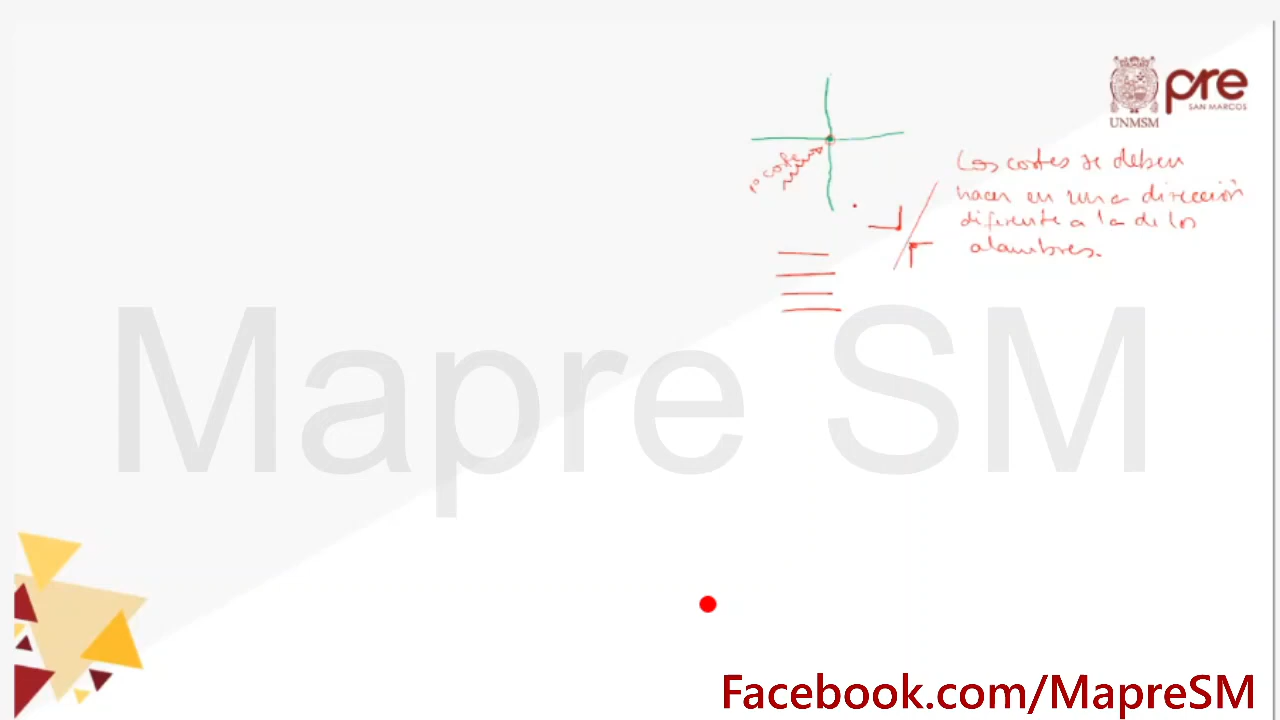 pre
SAN MARCOS
UNMSM
Los cortes se deben
hacer en una dirección
diferente a la de los
alambres.
Mapre SM
Facebook.com/MapreSM